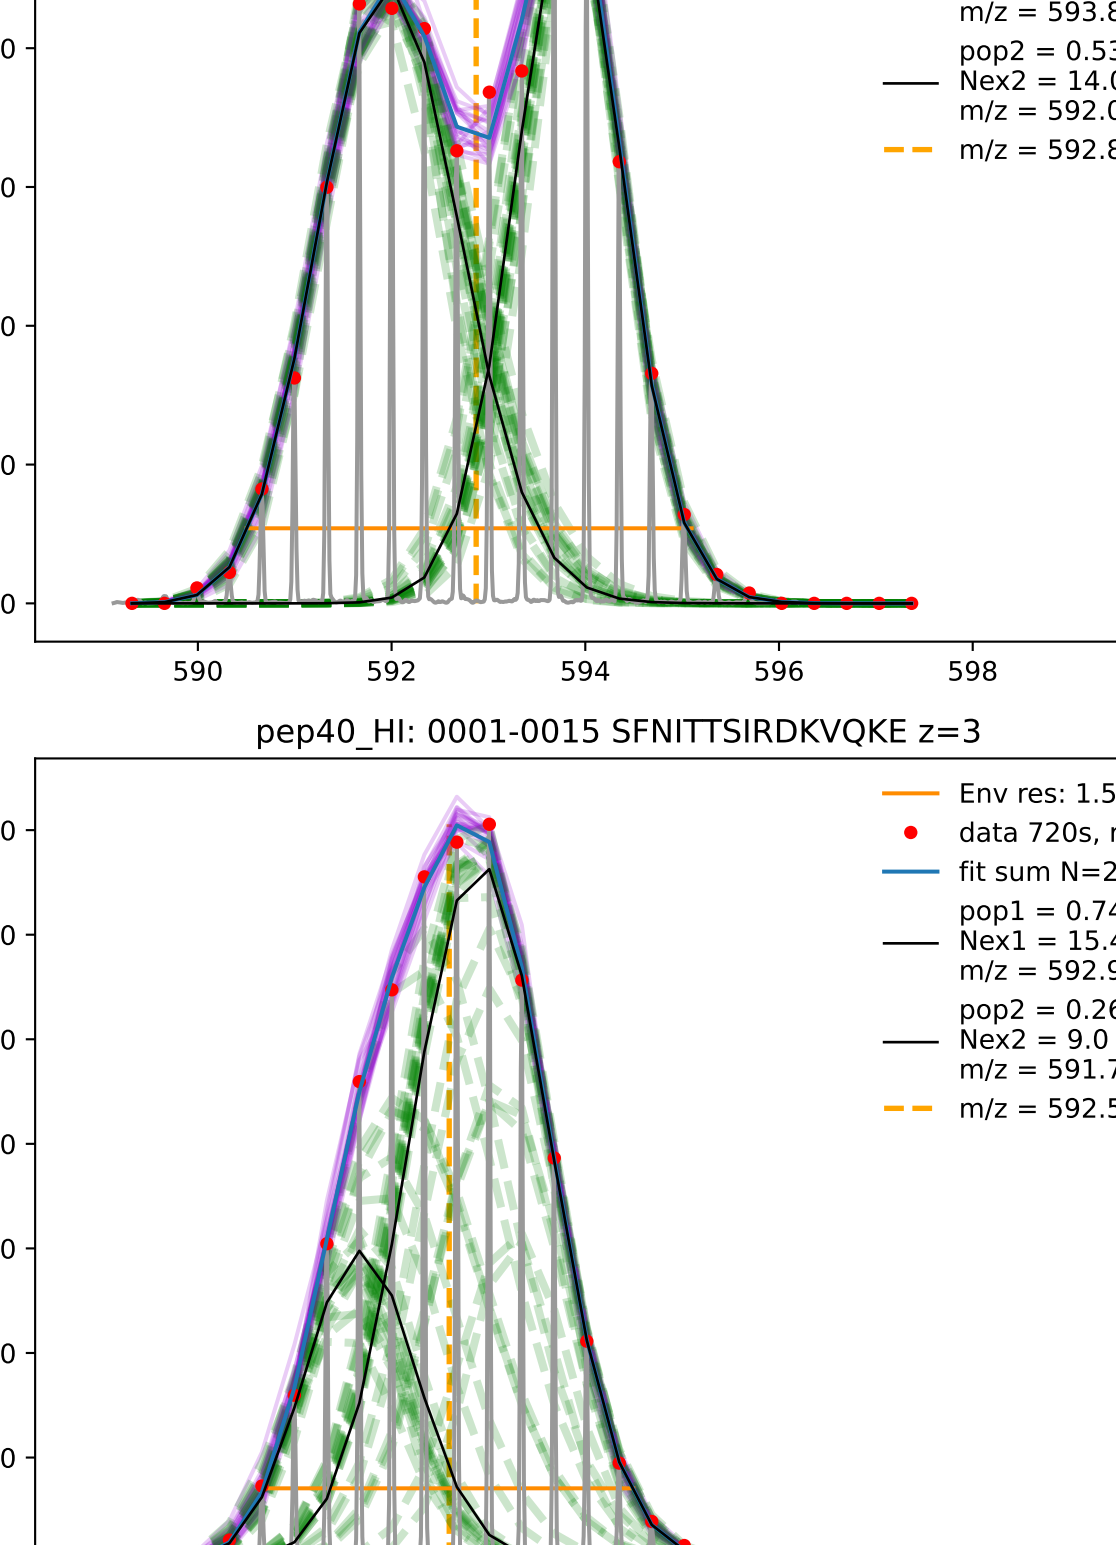 m/z = 593.8
pop2 = 0.53
Nex2 = 14.0
m/z = 592.0
m/z = 592.8
0
0
0
0
0
590 592 594 596 598
pep40_HI: 0001-0015 SFNITTSIRDKVQKE z=3
Env res: 1.5
data 720s,
fit sum N=2
pop1 = 0.74
Nex1 = 15.4
m/z = 592.9
pop2 = 0.26
Nex2 = 9.0
m/z = 591.7
m/z = 592.5
0
0
0
0
0
0
0